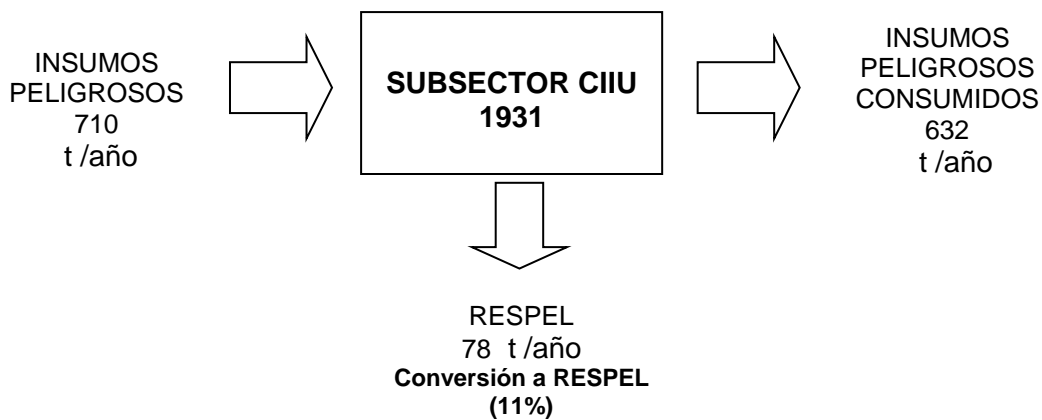 INSUMOS
PELIGROSOS
710
t /año
SUBSECTOR CIIU
1931
INSUMOS
PELIGROSOS
CONSUMIDOS
632
t /año
RESPEL
78 t /año
Conversión a RESPEL
(11%)